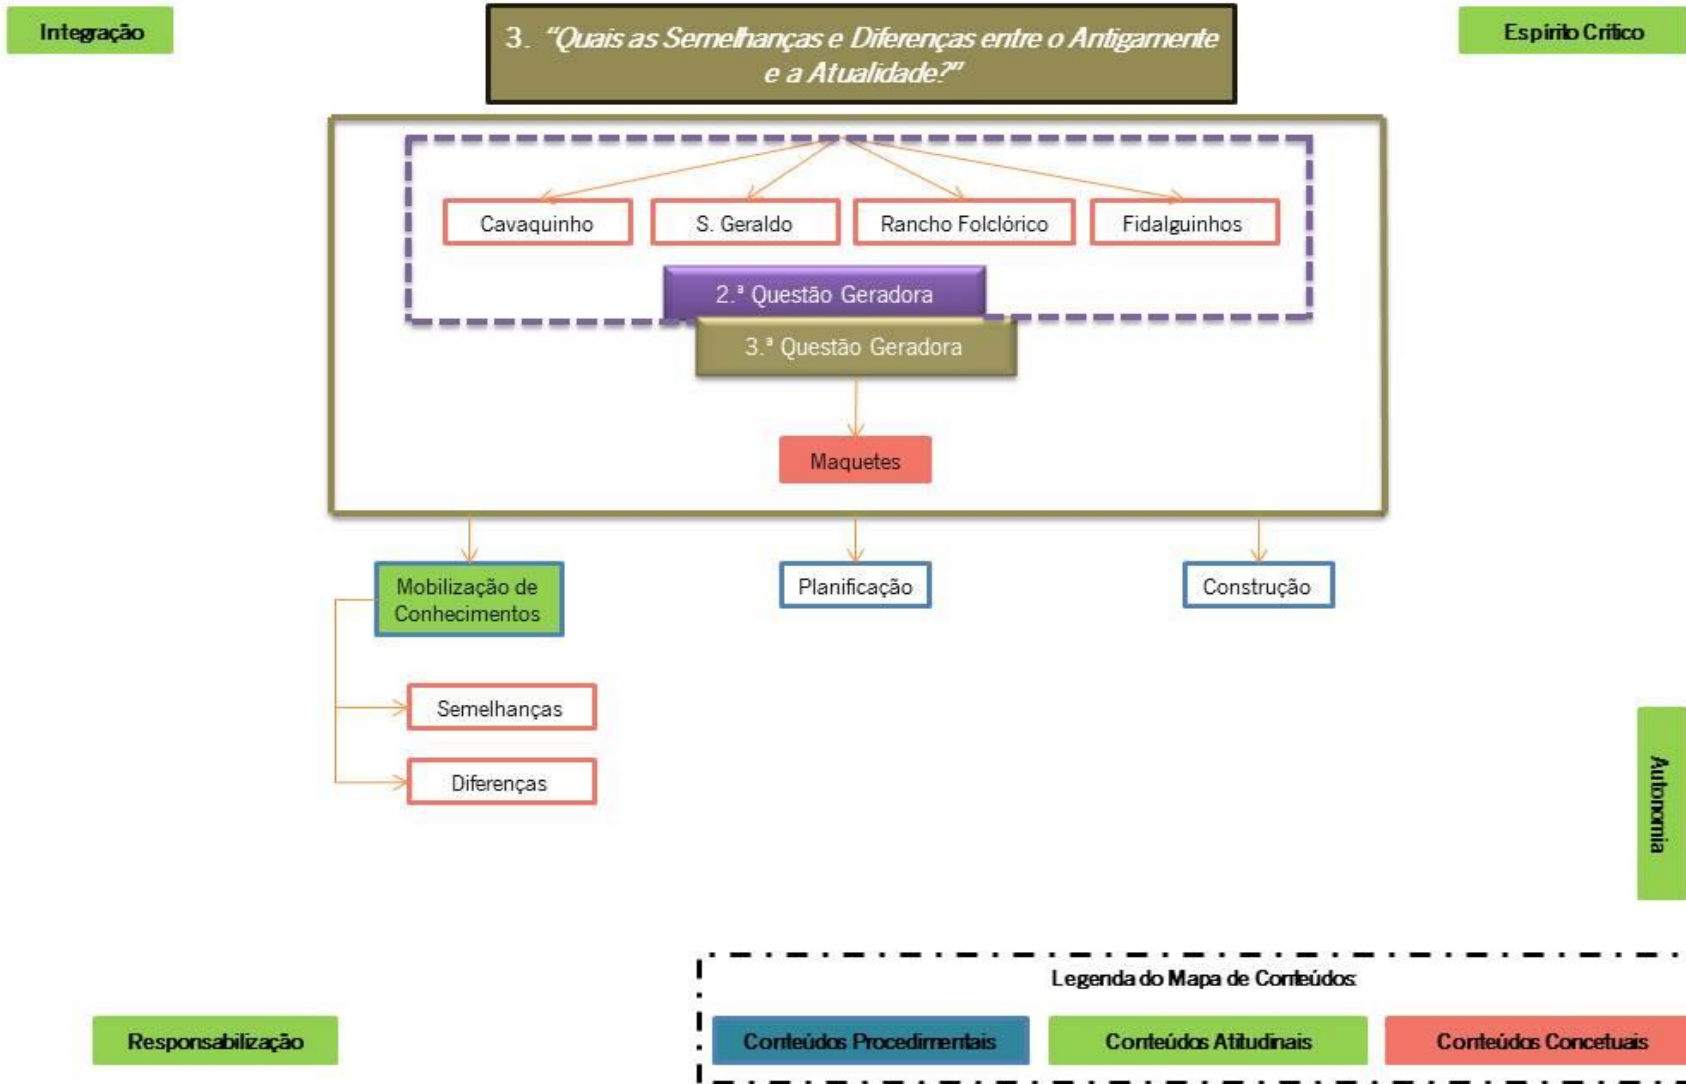 Integração
3. "Quais as Semelhanças e Diferenças entre o Antigamente
e a Atualidade?"
Espírito Crítico
Cavaquinho
S. Geraldo
Rancho Folclórico
Fidalguinhos
2.ª Questão Geradora
3.ª Questão Geradora
Maquetes
Mobilização de
Conhecimentos
Planificação
Construção
Semelhanças
Diferenças
Autonomia
Legenda do Mapa de Conteúdos:
Responsabilização
Conteúdos Procedimentais
Conteúdos Atitudinais
Conteúdos Concetuais